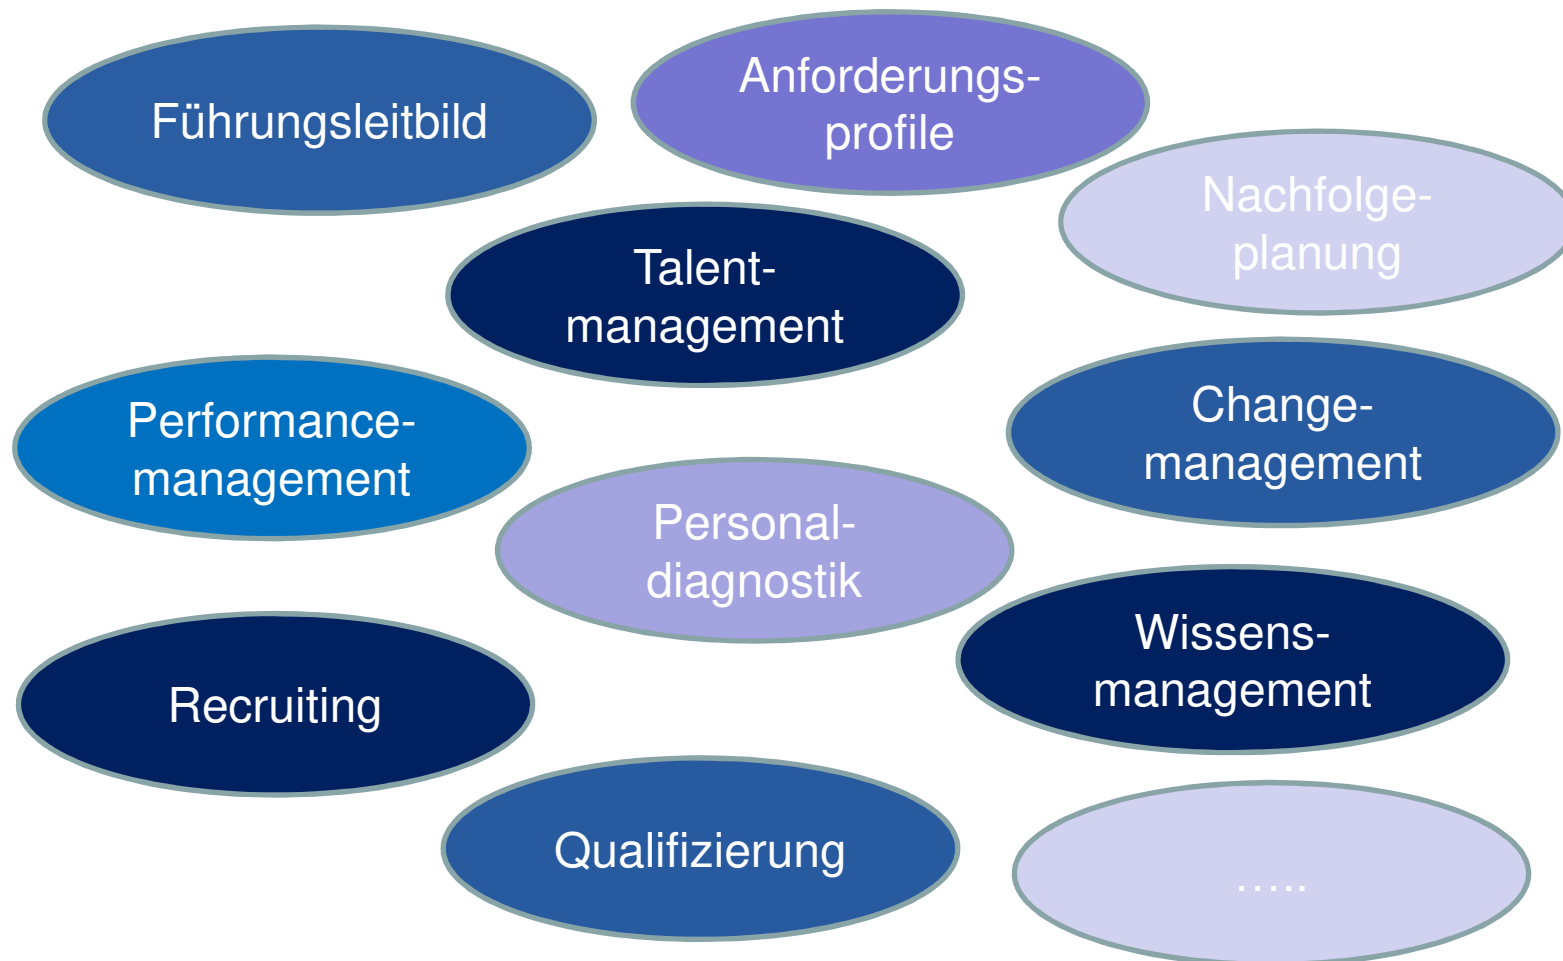 Führungsleitbild
Anforderungs-
profile
Nachfolge-
planung
Talent-
management
Performance-
management
Change-
management
Personal-
diagnostik
Wissens-
management
Recruiting
Qualifizierung
…..